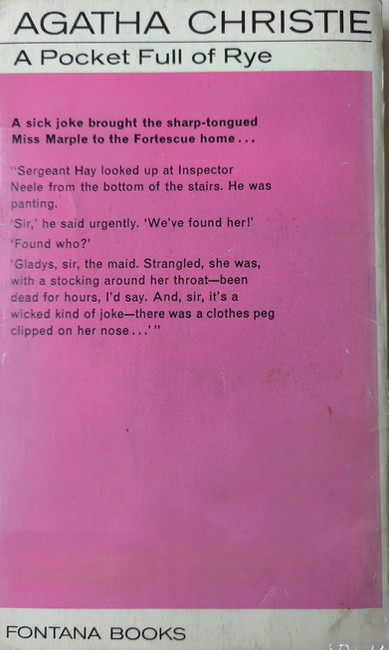 AGATHA CHRISTIE
A Pocket Full of Rye
A sick joke brought the sharp-tongued
Miss Marple to the Fortescue home...
"Sergeant Hay looked up at Inspector
Neele from the bottom of the stairs. He was
panting.
'Sir,' he said urgently. 'We've found her!'
'Found who?'
'Gladys, sir, the maid. Strangled, she was,
with a stocking around her throat—been
dead for hours, I'd say. And, sir, it's a
wicked kind of joke—there was a clothes peg
clipped on her nose...'"
FONTANA BOOKS